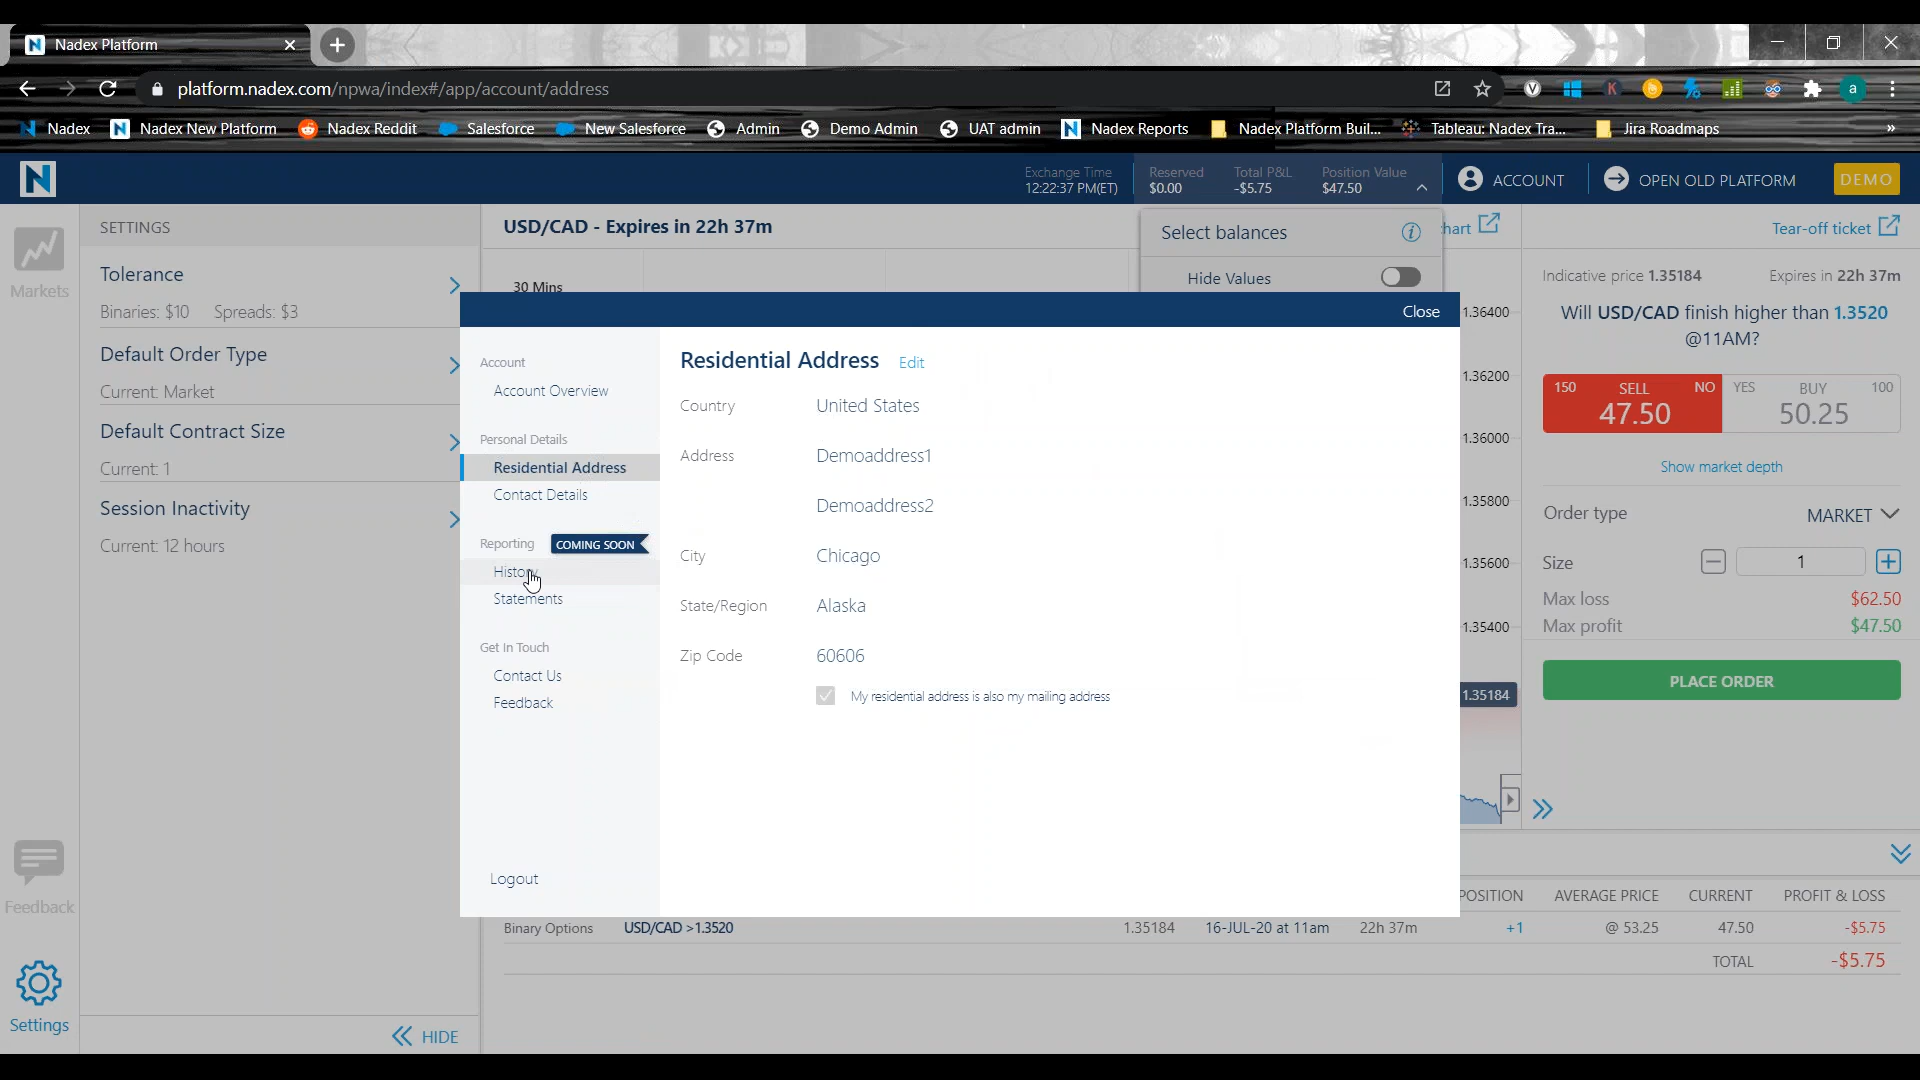 Nadex Platform
platform.nadex.com/npwa/index#/app/account/address
Nadex
Nadex New Platform
Nadex Reddit
Salesforce
New Salesforce
Admin
Demo Admin
UAT admin
Nadex Reports
Nadex Platform Buil...
Tableau: Nadex Tra...
Jira Roadmaps
»
Exchange Time
12:22:37 PM(ET)
Reserved
$0.00
Total P&L
-$5.75
Position Value
$47.50
ACCOUNT
OPEN OLD PLATFORM
DEMO
Markets
Feedback
Settings
SETTINGS
Tolerance
Binaries: $10 Spreads: $3
Default Order Type
Current: Market
Default Contract Size
Current: 1
Session Inactivity
Current: 12 hours
HIDE
USD/CAD - Expires in 22h 37m
30 Mins
Select balances
Hide Values
hart
Close
Account
Account Overview
Personal Details
Residential Address
Contact Details
Reporting COMING SOON
History
Statements
Get In Touch
Contact Us
Feedback
Logout
Residential Address Edit
Country United States
Address Demoaddress1
Demoaddress2
City Chicago
State/Region Alaska
Zip Code 60606
My residential address is also my mailing address
1.36400
1.36200
1.36000
1.35800
1.35600
1.35400
1.35184
Tear-off ticket
Indicative price 1.35184 Expires in 22h 37m
Will USD/CAD finish higher than 1.3520
@11AM?
150 SELL NO
47.50
YES BUY 100
50.25
Show market depth
Order type MARKET
Size 1
Max loss $62.50
Max profit $47.50
PLACE ORDER
POSITION AVERAGE PRICE CURRENT PROFIT & LOSS
Binary Options USD/CAD >1.3520 1.35184 16-JUL-20 at 11am 22h 37m +1 @ 53.25 47.50 -$5.75
TOTAL -$5.75